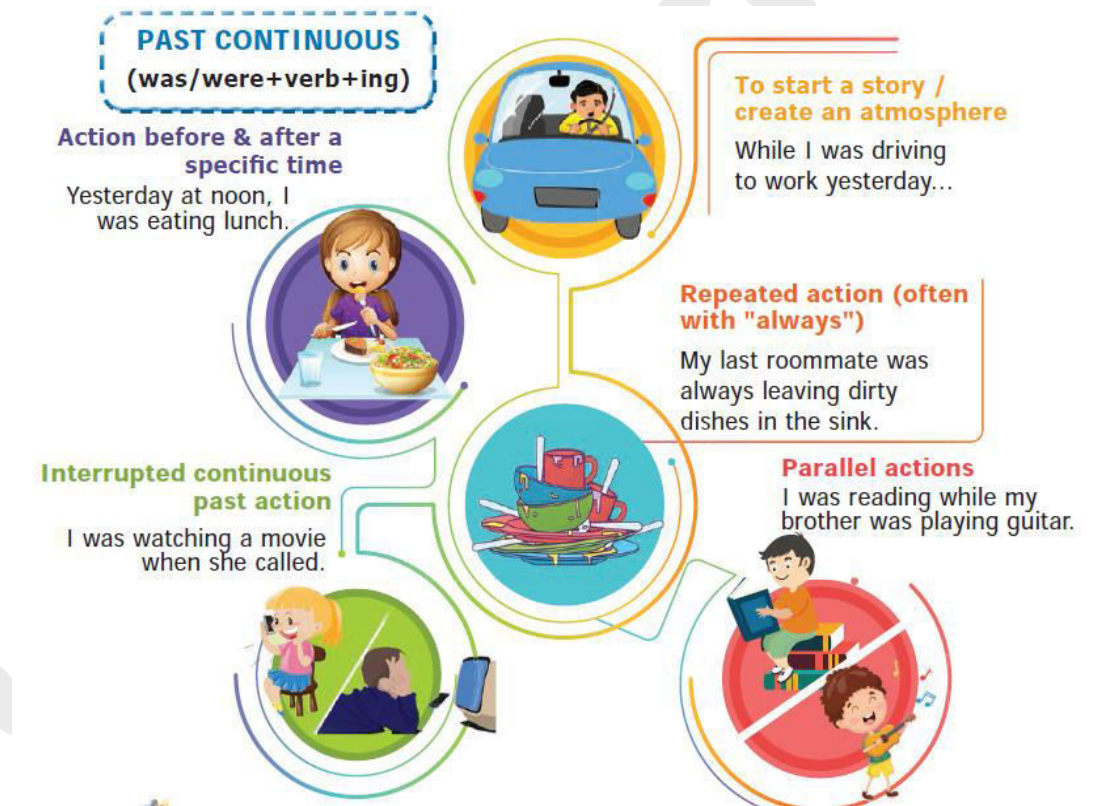 PAST CONTINUOUS
(was/were+verb+ing)
Action before & after a
specific time
Yesterday at noon, I
was eating lunch.
To start a story /
create an atmosphere
While I was driving
to work yesterday...
Repeated action (often
with "always")
My last roommate was
always leaving dirty
dishes in the sink.
Interrupted continuous
past action
I was watching a movie
when she called.
Parallel actions
I was reading while my
brother was playing guitar.